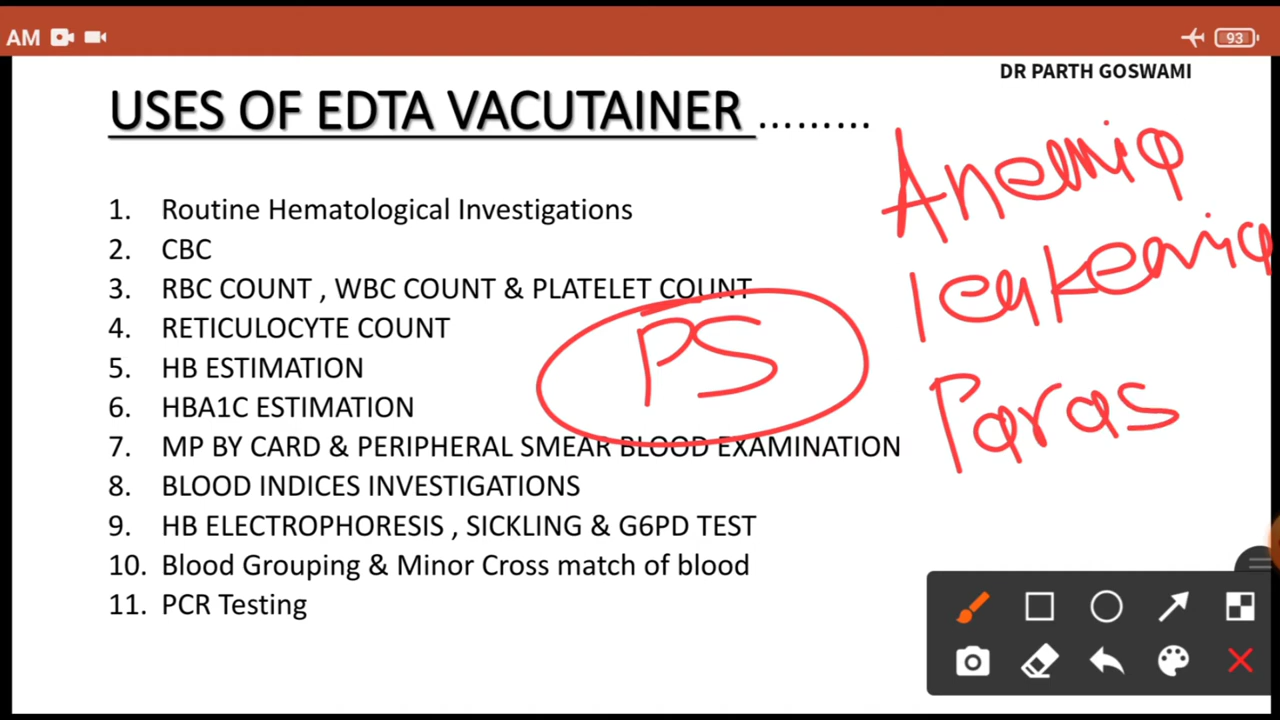 AM
93
DR PARTH GOSWAMI
USES OF EDTA VACUTAINER .........
Anemia
1. Routine Hematological Investigations
2. CBC
leukemia
3. RBC COUNT , WBC COUNT & PLATELET COUNT
4. RETICULOCYTE COUNT
PS
5. HB ESTIMATION
6. HBA1C ESTIMATION
Paras
7. MP BY CARD & PERIPHERAL SMEAR BLOOD EXAMINATION
8. BLOOD INDICES INVESTIGATIONS
9. HB ELECTROPHORESIS , SICKLING & G6PD TEST
10. Blood Grouping & Minor Cross match of blood
11. PCR Testing